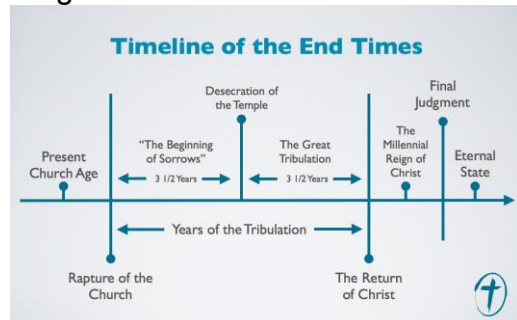 Timeline of the End Times
Desecration of
the Temple
Final
Judgment
Present
Church Age
"The Beginning
of Sorrows"
3 1/2 Years
The Great
Tribulation
3 1/2 Years
The
Millennial
Reign of
Christ
Eternal
State
Years of the Tribulation
Rapture of the
Church
The Return
of Christ